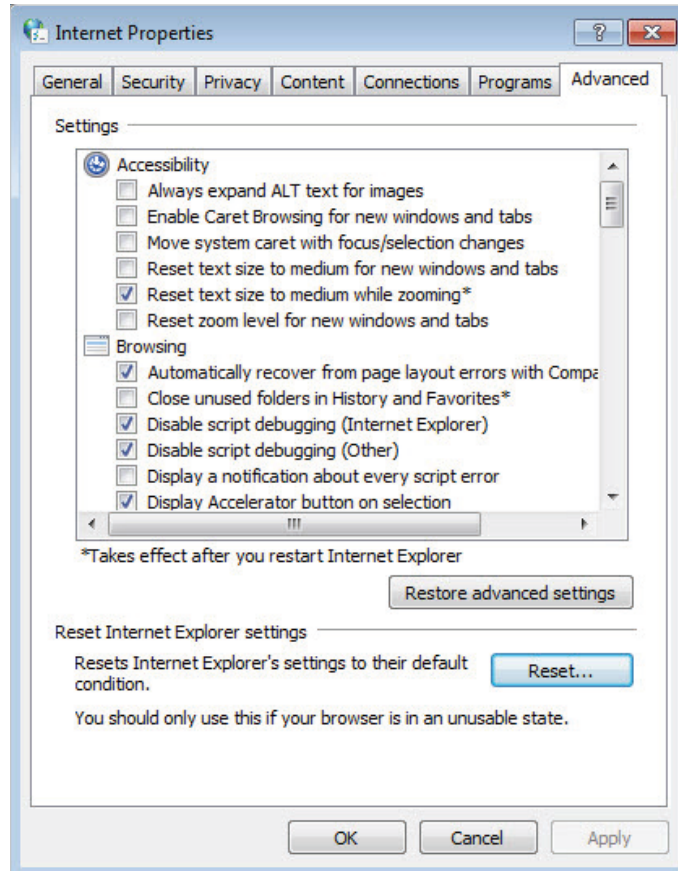 Internet Properties
General Security Privacy Content Connections Programs Advanced
Settings
Accessibility
Always expand ALT text for images
Enable Caret Browsing for new windows and tabs
Move system caret with focus/selection changes
Reset text size to medium for new windows and tabs
Reset text size to medium while zooming*
Reset zoom level for new windows and tabs
Browsing
Automatically recover from page layout errors with Compa
Close unused folders in History and Favorites*
Disable script debugging (Internet Explorer)
Disable script debugging (Other)
Display a notification about every script error
Display Accelerator button on selection
*Takes effect after you restart Internet Explorer
Restore advanced settings
Reset Internet Explorer settings
Resets Internet Explorer's settings to their default
condition.
Reset...
You should only use this if your browser is in an unusable state.
OK Cancel Apply